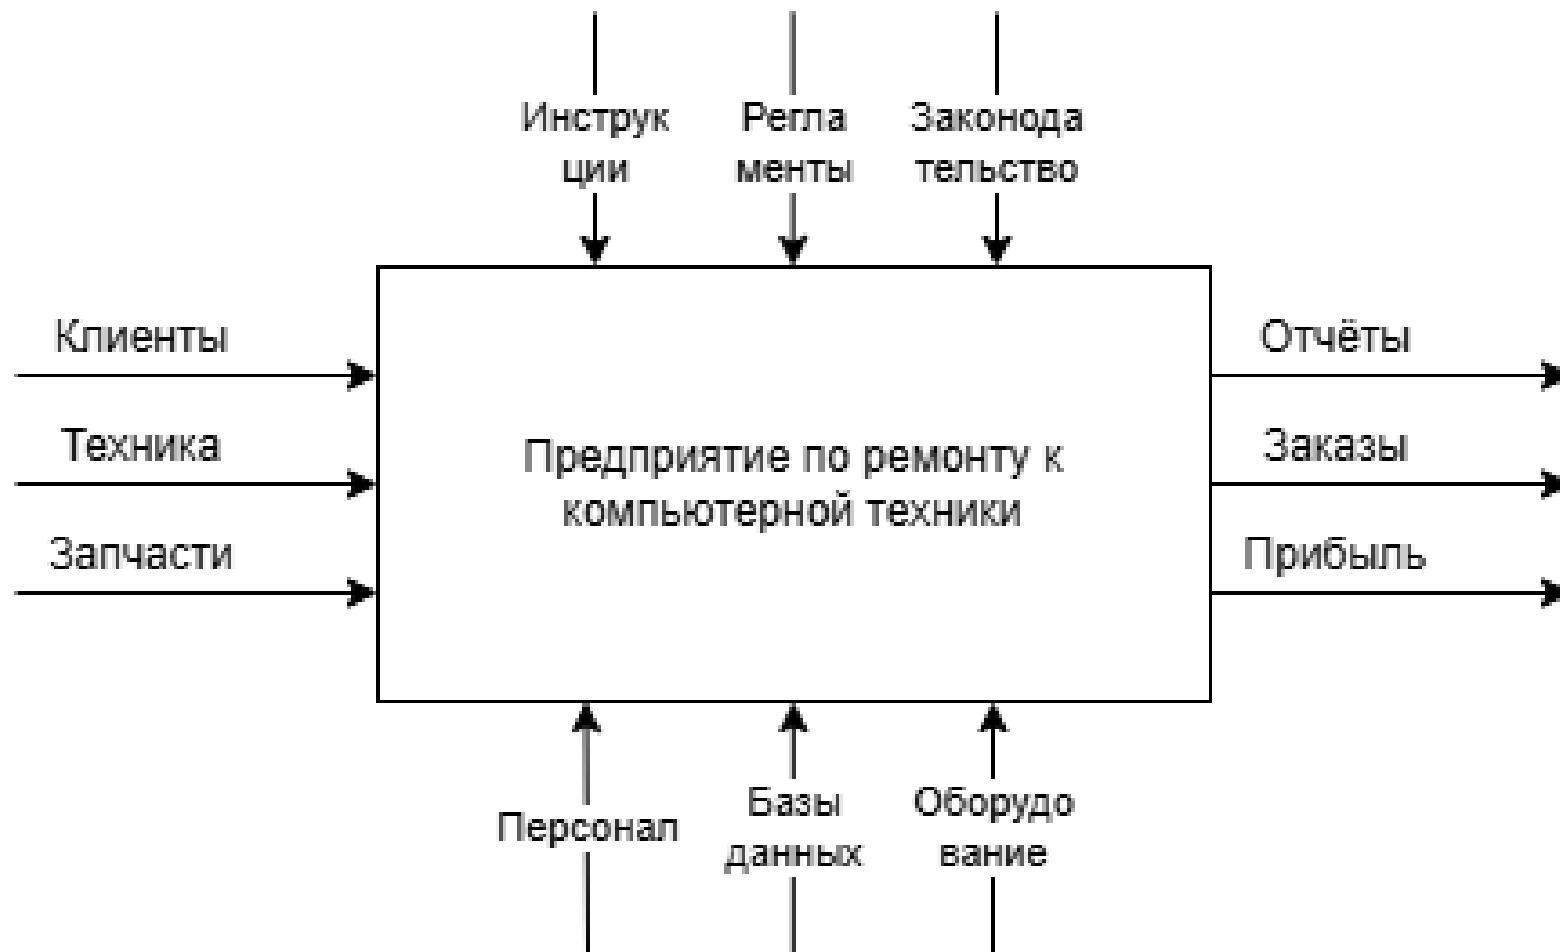 Инструк
ции
Регла
менты
Законода
тельство
Клиенты
Техника
Запчасти
Предприятие по ремонту к
компьютерной техники
Отчёты
Заказы
Прибыль
Персонал
Базы
данных
Оборудо
вание